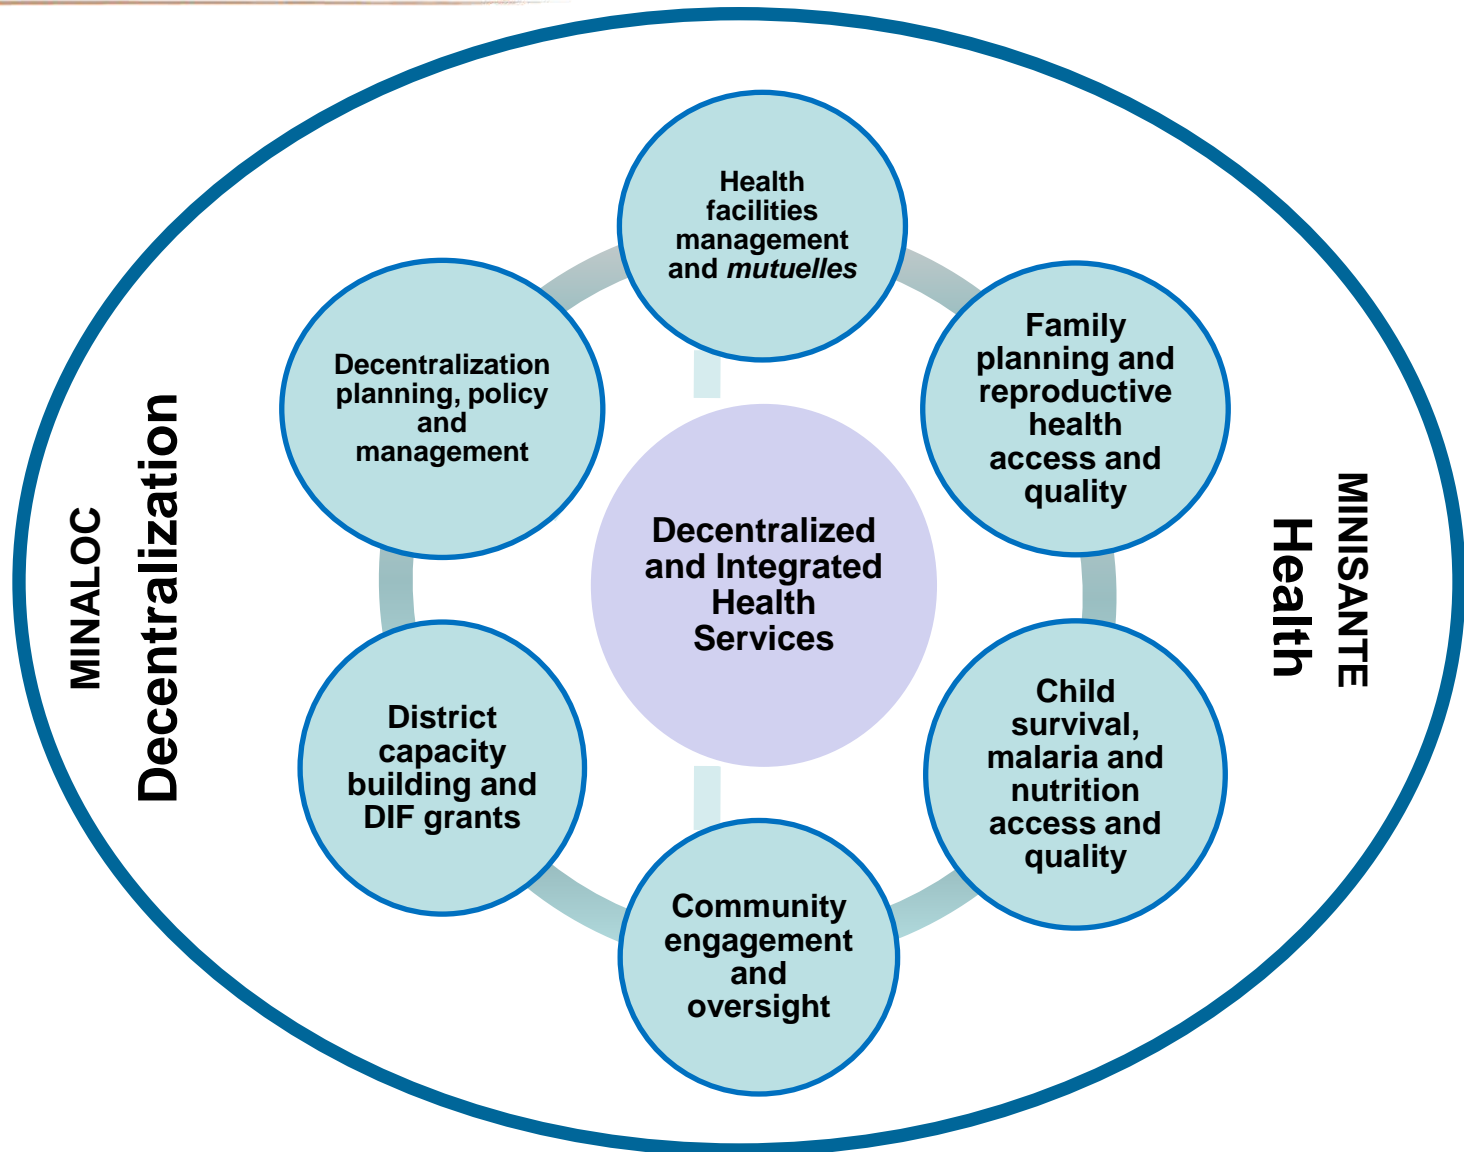 Health
facilities
management
and mutuelles
Family
planning and
reproductive
health
access and
quality
Child
survival,
malaria and
nutrition
access and
quality
Community
engagement
and
oversight
District
capacity
building and
DIF grants
Decentralization
planning, policy
and
management
Decentralized
and Integrated
Health
Services
MINALOC
Decentralization
MINISANTE
Health